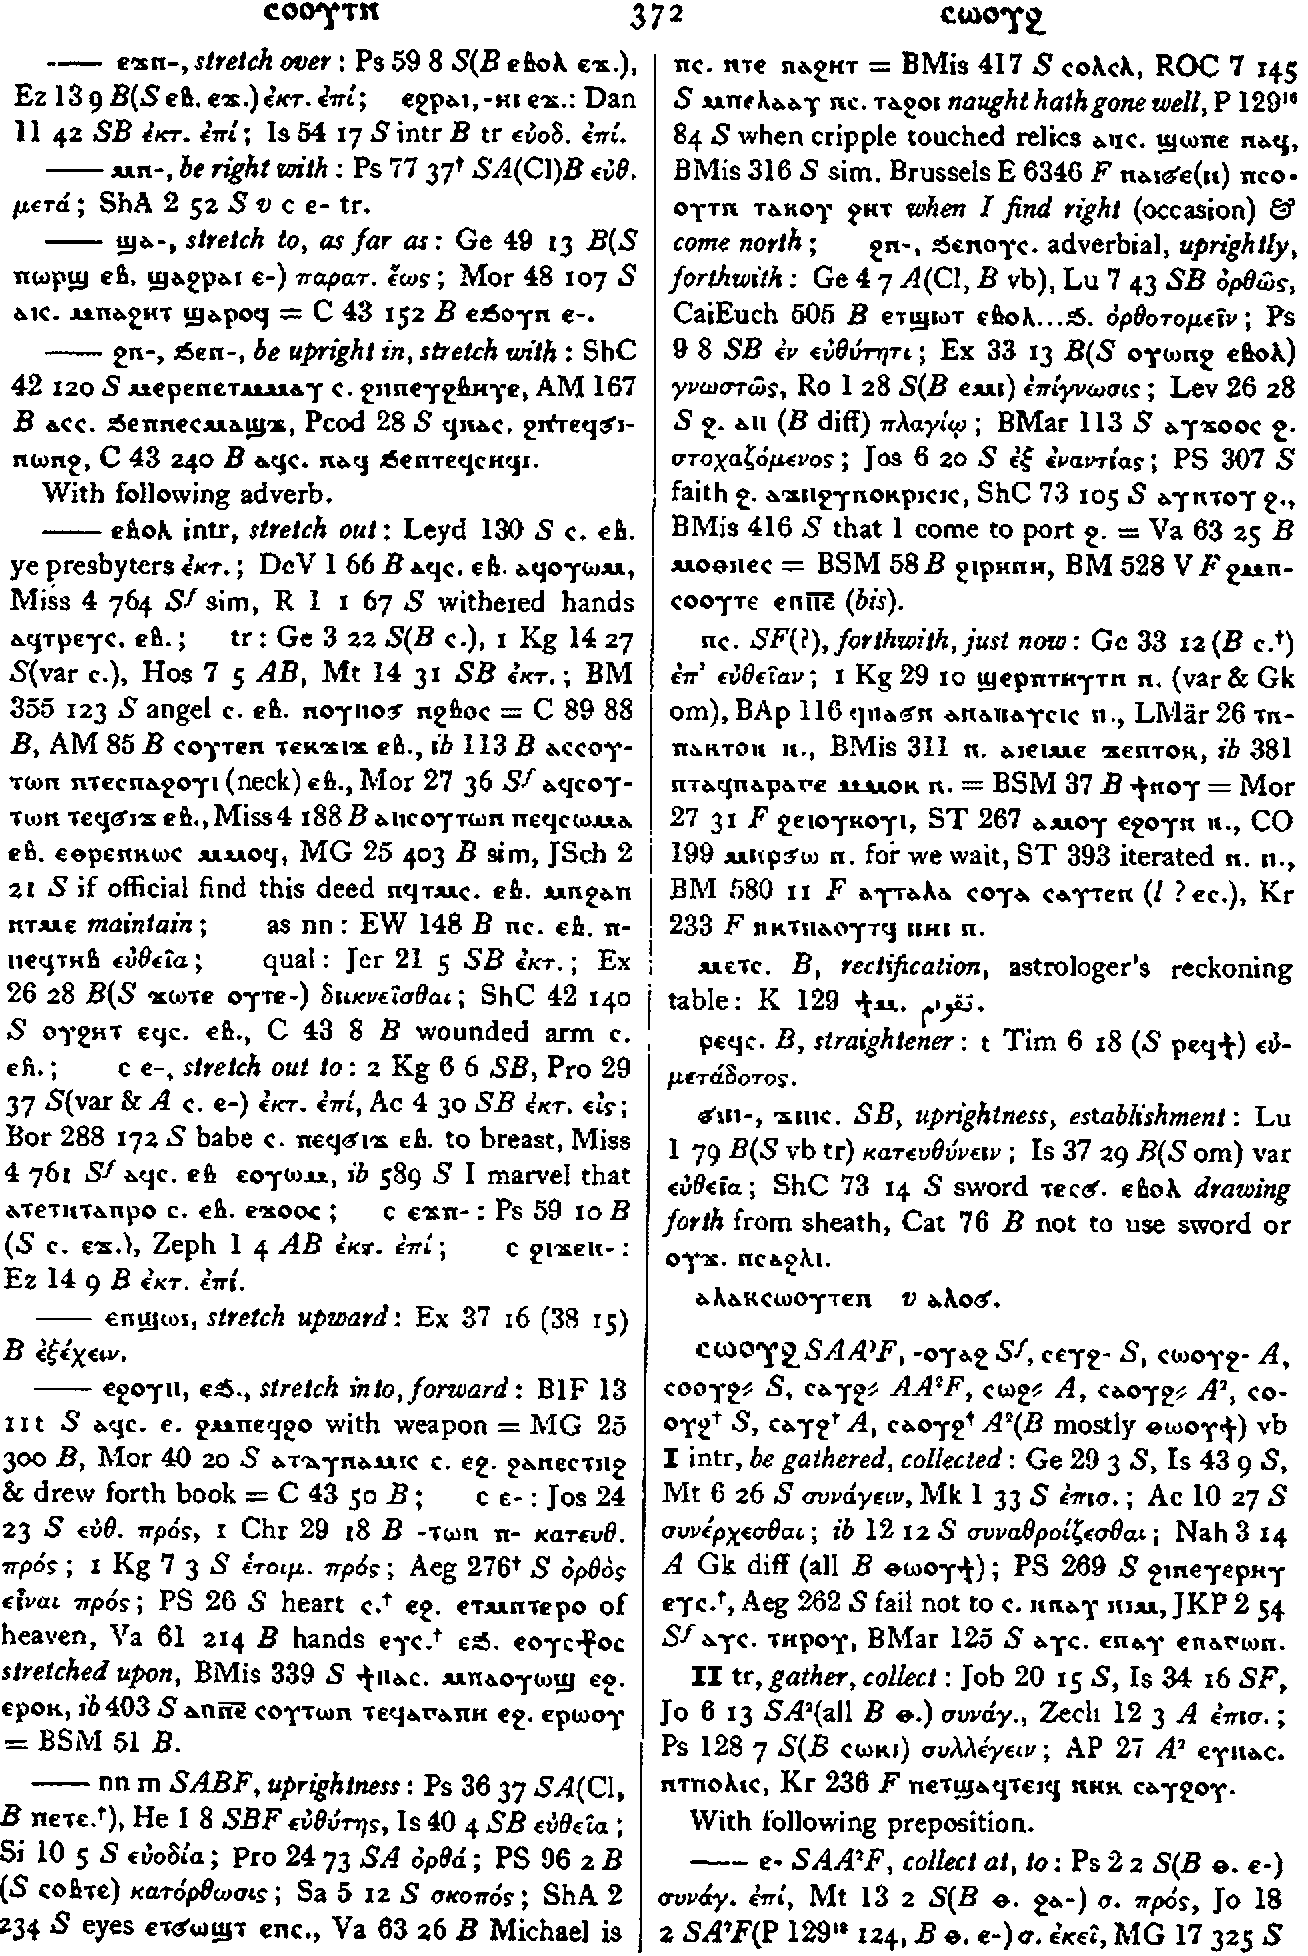 ⲥⲟⲟⲩⲧⲛ 372 ⲥⲱⲟⲩϩ
—— ⲉϫⲛ-, stretch over : Ps 59 8 S(B ⲉⲃⲟⲗ ⲉϫ.),
Ez 13 9 B(S ⲉⲃ. ⲉϫ.) ἐκτ. ἐπί; ⲉϩⲣⲁⲓ, -ⲏⲓ ⲉϫ.: Dan
11 42 SB ἐκτ. ἐπί; Is 54 17 S intr B tr εὐοδ. ἐπί.
—— ⲙⲛ-, be right with : Ps 77 37† SA(Cl)B εὐθ.
μετά; ShA 2 52 S v c e- tr.
—— ϣⲁ-, stretch to, as far as: Ge 49 13 B(S
ⲡⲱⲣϣ ⲉⲃ. ϣⲁϩⲣⲁⲓ ⲉ-) παρατ. ἕως; Mor 48 107 S
ⲁⲓⲥ. ⲙⲡⲁϩⲏⲧ ϣⲁⲣⲟϥ = C 43 152 B ⲉϧⲟⲩⲛ ⲉ-.
—— ϩⲛ-, ϧⲉⲛ-, be upright in, stretch with : ShC
42 120 S ⲙⲉⲣⲉⲡⲉⲧⲙⲙⲁⲩ ⲥ. ϩⲛⲛⲉⲩϩⲃⲏⲩⲉ, AM 167
B ⲁⲥⲥ. ϧⲉⲛⲛⲉⲥⲙⲁϣϫ, Pcod 28 S ϥⲛⲁⲥ. ϩⲛⲧⲉϥϭⲓ-
ⲛⲱⲛϩ, C 43 240 B ⲁϥⲥ. ⲛⲁϥ ϧⲉⲛⲧⲉϥⲥⲏϥⲓ.
With following adverb.
—— ⲉⲃⲟⲗ intr, stretch out: Leyd 130 S ⲥ. ⲉⲃ.
ye presbyters ἐκτ.; DeV 1 66 B ⲁϥⲥ. ⲉⲃ. ⲁϥⲟⲩⲱⲙ,
Miss 4 764 Sf sim, R 1 1 67 S withered hands
ⲁϥⲧⲣⲉⲩⲥ. ⲉⲃ.; tr: Ge 3 22 S(B ⲥ.), 1 Kg 14 27
S(var ⲥ.), Hos 7 5 AB, Mt 14 31 SB ἐκτ.; BM
355 123 S angel ⲥ. ⲉⲃ. ⲛⲟⲩⲛⲟϭ ⲛϩⲃⲟⲥ = C 89 88
B, AM 85 B ⲥⲟⲩⲧⲉⲛ ⲧⲉⲕϫⲓϫ ⲉⲃ., ib 113 B ⲁⲥⲥⲟⲩ-
ⲧⲱⲛ ⲛⲧⲉⲥⲛⲁϩⲟⲩⲓ (neck) ⲉⲃ., Mor 27 36 Sf ⲁϥⲥⲟⲩ-
ⲧⲱⲛ ⲧⲉϥϭⲓϫ ⲉⲃ., Miss 4 188 B ⲁⲛⲥⲟⲩⲧⲱⲛ ⲡⲉϥⲥⲱⲙⲁ
ⲉⲃ. ⲉⲑⲣⲉⲛⲕⲱⲥ ⲙⲙⲟϥ, MG 25 403 B sim, JSch 2
21 S if official find this deed ⲛϥⲧⲙⲥ. ⲉⲃ. ⲙⲡϩⲁⲡ
ⲛⲧⲙⲉ maintain; as nn: EW 148 B ⲡⲥ. ⲉⲃ. ⲛ-
ⲛⲉϥⲧⲏⲃ εὐθεῖα; qual: Jer 21 5 SB ἐκτ.; Ex
26 28 B(S ϫⲱⲧⲉ ⲟⲩⲧⲉ-) διικνεῖσθαι; ShC 42 140
S ⲟⲩϩⲏⲧ ⲉϥⲥ. ⲉⲃ., C 43 8 B wounded arm ⲥ.
ⲉⲃ.; c ⲉ-, stretch out to: 2 Kg 6 6 SB, Pro 29
37 S(var & A ⲥ. ⲉ-) ἐκτ. ἐπί, Ac 4 30 SB ἐκτ. εἰς;
Bor 288 172 S babe ⲥ. ⲛⲉϥϭⲓϫ ⲉⲃ. to breast, Miss
4 761 Sf ⲁϥⲥ. ⲉⲃ ⲉⲟⲩⲱⲙ, ib 589 S I marvel that
ⲁⲧⲉⲧⲛⲧⲁⲡⲣⲟ ⲥ. ⲉⲃ. ⲉϫⲟⲟⲥ; c ⲉϫⲛ-: Ps 59 10 B
(S ⲥ. ⲉϫ.), Zeph 1 4 AB ἐκτ. ἐπί; c ϩⲓϫⲉⲛ-:
Ez 14 9 B ἐκτ. ἐπί.
—— ⲉⲡϣⲱⲓ, stretch upward: Ex 37 16 (38 15)
B ἐξέχειν.
—— ⲉϩⲟⲩⲛ, ⲉϧ., stretch into, forward: BIF 13
111 S ⲁϥⲥ. ⲉ. ϩⲙⲡⲉϥϩⲟ with weapon = MG 25
300 B, Mor 40 20 S ⲁⲧⲇⲩⲛⲁⲙⲓⲥ ⲥ. ⲉϩ. ϩⲁⲡⲉⲥⲧⲏϩ
& drew forth book = C 43 50 B; c ⲉ-: Jos 24
23 S εὐθ. πρός, 1 Chr 29 18 B -ⲧⲱⲛ ⲛ- κατευθ.
πρός; 1 Kg 7 3 S ἑτοιμ. πρός; Aeg 276† S ὀρθὸς
εἶναι πρός; PS 26 S heart ⲥ.† ⲉϩ. ⲉⲧⲙⲛⲧⲉⲣⲟ of
heaven, Va 61 214 B hands ⲉⲩⲥ.† ⲉϧ. ⲉⲟⲩⲥⲫⲟⲥ
stretched upon, BMis 339 S ϯⲛⲁⲥ. ⲙⲡⲁⲟⲩⲱϣ ⲉϩ.
ⲉⲣⲟⲕ, ib 403 S ⲁⲡⲛ̅ⲉ̅ ⲥⲟⲩⲧⲱⲛ ⲧⲉϥⲁⲅⲁⲡⲏ ⲉϩ. ⲉⲣⲱⲟⲩ
= BSM 51 B.
—— nn m SABF, uprightness: Ps 36 37 SA(Cl,
B ⲡⲉⲧⲥ.†), He 1 8 SBF εὐθύτης, Is 40 4 SB εὐθεῖα;
Si 10 5 S εὐοδία; Pro 24 73 SA ὀρθά; PS 96 2 B
(S ⲥⲟⲃⲧⲉ) κατόρθωσις; Sa 5 12 S σκοπός; ShA 2
234 S eyes ⲉⲧϭⲱϣⲧ ⲉⲡⲥ., Va 63 26 B Michael is
ⲡⲥ. ⲛⲧⲉ ⲡⲁϩⲏⲧ = BMis 417 S ⲥⲟⲗⲥⲗ, ROC 7 145
S ⲙⲡⲉⲗⲁⲁⲩ ⲛⲥ. ⲧⲁϩⲟⲓ naught hath gone well, P 129¹⁶
84 S when cripple touched relics ⲁⲡⲥ. ϣⲱⲡⲉ ⲛⲁϥ,
BMis 316 S sim. Brussels E 6346 F ⲛⲁⲓϭⲉ(ⲛ) ⲡⲥⲟ-
ⲟⲩⲧⲛ ⲧⲁⲕⲟⲩ ϩⲏⲧ when I find right (occasion) &
come north; ϩⲛ-, ϧⲉⲛⲟⲩⲥ. adverbial, uprightly,
forthwith: Ge 4 7 A(Cl, B vb), Lu 7 43 SB ὀρθῶς,
CaiEuch 505 B ⲉⲧϣⲱⲧ ⲉⲃⲟⲗ...ϧ. ὀρθοτομεῖν; Ps
9 8 SB ἐν εὐθύτητι; Ex 33 13 B(S ⲟⲩⲱⲛϩ ⲉⲃⲟⲗ)
γνωστῶς, Ro 1 28 S(B ⲉⲙⲓ) ἐπίγνωσις; Lev 26 28
S ϩ. ⲁⲛ (B diff) πλαγίῳ; BMar 113 S ⲁⲩϫⲟⲟⲥ ϩ.
στοχαζόμενος; Jos 6 20 S ἐξ ἐναντίας; PS 307 S
faith ϩ. ⲁϫⲛϩⲩⲡⲟⲕⲣⲓⲥⲓⲥ, ShC 73 105 S ⲁⲩⲛⲧⲟⲩ ϩ.,
BMis 416 S that I come to port ϩ. = Va 63 25 B
ⲙⲟⲑⲛⲉⲥ = BSM 58 B ϩⲓⲣⲏⲛⲏ, BM 528 V F ϩⲙⲡ-
ⲥⲟⲟⲩⲧⲉ ⲉⲡⲛ̅ⲉ̅ (bis).
ⲛⲥ. SF(?), forthwith, just now: Ge 33 12 (B ⲥ.†)
ἐπ' εὐθεῖαν; 1 Kg 29 10 ϣⲉⲣⲡⲧⲏⲩⲧⲛ ⲛ. (var & Gk
om), BAp 116 ϥⲛⲁϭⲛ ⲁⲛⲁⲡⲁⲩⲥⲓⲥ ⲛ., LMär 26 ⲧⲛ-
ⲛⲁⲕⲧⲟⲛ ⲛ., BMis 311 ⲛ. ⲁⲓⲉⲓⲙⲉ ϫⲉⲛⲧⲟⲕ, ib 381
ⲛⲧⲁϥⲡⲁⲣⲁⲅⲉ ⲙⲙⲟⲕ ⲛ. = BSM 37 B ϯⲛⲟⲩ = Mor
27 31 F ϩⲉⲓⲟⲩⲕⲟⲩⲓ, ST 267 ⲁⲙⲟⲩ ⲉϩⲟⲩⲛ ⲛ., CO
199 ⲙⲡⲣϭⲱ ⲛ. for we wait, ST 393 iterated ⲛ. ⲛ.,
BM 580 11 F ⲁⲩⲧⲁⲗⲁ ⲥⲟⲩⲁ ⲥⲁⲩⲧⲉⲛ (l ? ⲉⲥ.), Kr
233 F ⲛⲕⲧⲛⲗⲟⲟⲩⲧϥ ⲛⲏⲓ ⲛ.
ⲙⲉⲧⲥ. B, rectification, astrologer's reckoning
table: K 129 ϯⲙ. تقويم.
ⲣⲉϥⲥ. B, straightener: 1 Tim 6 18 (S ⲣⲉϥϯ) εὐ-
μετάδοτος.
ϭⲓⲛ-, ϫⲓⲛⲥ. SB, uprightness, establishment: Lu
1 79 B(S vb tr) κατευθύνειν; Is 37 29 B(S om) var
εὐθεῖα; ShC 73 14 S sword ⲧⲉⲥϭ. ⲉⲃⲟⲗ drawing
forth from sheath, Cat 76 B not to use sword or
ⲟⲩϫ. ⲛⲥⲁϩⲗⲓ.
ⲁⲗⲁⲕⲥⲱⲟⲩⲧⲉⲛ v ⲁⲗⲟϭ.
ⲥⲱⲟⲩϩ SAA²F, -ⲟⲩⲁϩ Sf, ⲥⲉⲩϩ- S, ⲥⲱⲟⲩϩ- A,
ⲥⲟⲟⲩϩ⸗ S, ⲥⲁⲩϩ⸗ AA²F, ⲥⲱϩ⸗ A, ⲥⲁⲟⲩϩ⸗ A², ⲥⲟ-
ⲟⲩϩ† S, ⲥⲁⲩϩ† A, ⲥⲁⲟⲩϩ† A²(B mostly ⲑⲱⲟⲩϯ) vb
I intr, be gathered, collected: Ge 29 3 S, Is 43 9 S,
Mt 6 26 S συνάγειν, Mk 1 33 S ἐπισ.; Ac 10 27 S
συνέρχεσθαι; ib 12 12 S συναθροίζεσθαι; Nah 3 14
A Gk diff (all B ⲑⲱⲟⲩϯ); PS 269 S ϩⲓⲛⲉⲩⲉⲣⲏⲩ
ⲉⲩⲥ.†, Aeg 262 S fail not to ⲥ. ⲛⲛⲁⲩ ⲛⲓⲙ, JKP 2 54
Sf ⲁⲩⲥ. ⲧⲏⲣⲟⲩ, BMar 125 S ⲁⲩⲥ. ⲉⲛⲁⲩ ⲉⲡⲁⲅⲱⲛ.
II tr, gather, collect: Job 20 15 S, Is 34 16 SF,
Jo 6 13 SA²(all B ⲑ.) συνάγ., Zech 12 3 A ἐπισ.;
Ps 128 7 S(B ⲥⲱⲕⲓ) συλλέγειν; AP 27 A² ⲉⲩⲛⲁⲥ.
ⲛⲧⲡⲟⲗⲓⲥ, Kr 236 F ⲡⲉⲧϣⲁϥⲧⲉⲓϥ ⲛⲏⲕ ⲥⲁⲩϩⲟⲩ.
With following preposition.
—— ⲉ- SAA²F, collect at, to: Ps 2 2 S(B ⲑ. ⲉ-)
συνάγ. ἐπί, Mt 13 2 S(B ⲑ. ϩⲁ-) σ. πρός, Jo 18
2 SA²F(P 129¹⁸ 124, B ⲑ. ⲉ-) σ. ἐκεῖ, MG 17 325 S